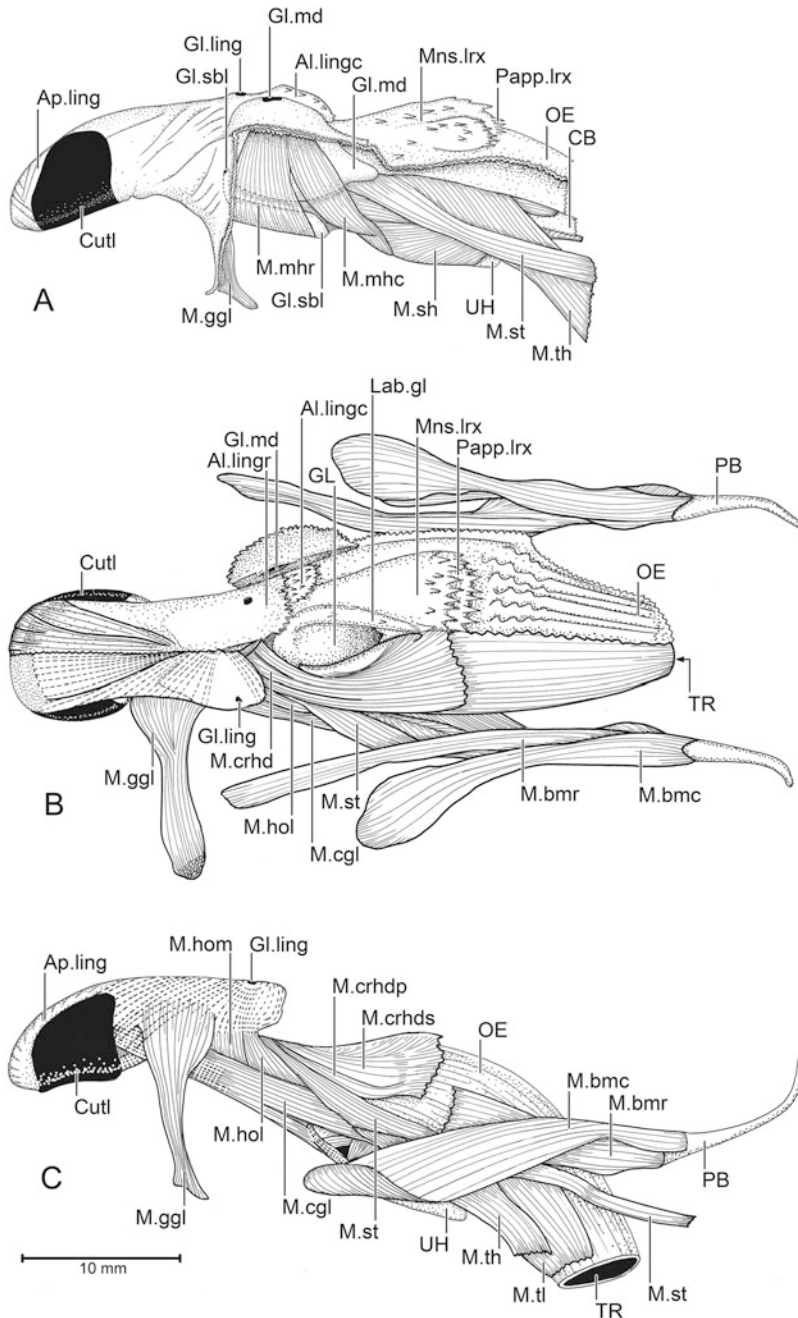 Gl.md
Gl.ling
Al.lingc
Gl.sbl
Gl.md
Mns.lrx
Papp.lrx
Ap.ling
OE
CB
Cutl
A
M.mhr
M.mhc
Gl.sbl
M.ggl
M.sh
UH
M.st
M.th
Lab.gl
Al.lingc
Mns.lrx
Gl.md
Papp.lrx
Al.lingr
GL
PB
Cutl
OE
TR
Gl.ling
M.crhd
M.ggl
B
M.st
M.bmr
M.bmc
M.hol
M.cgl
M.hom
Gl.ling
Ap.ling
M.crhdp
M.crhds
OE
M.bmc
M.bmr
Cutl
M.hol
PB
C
M.cgl
M.st
M.ggl
UH
M.th
M.st
M.tl
TR
10 mm